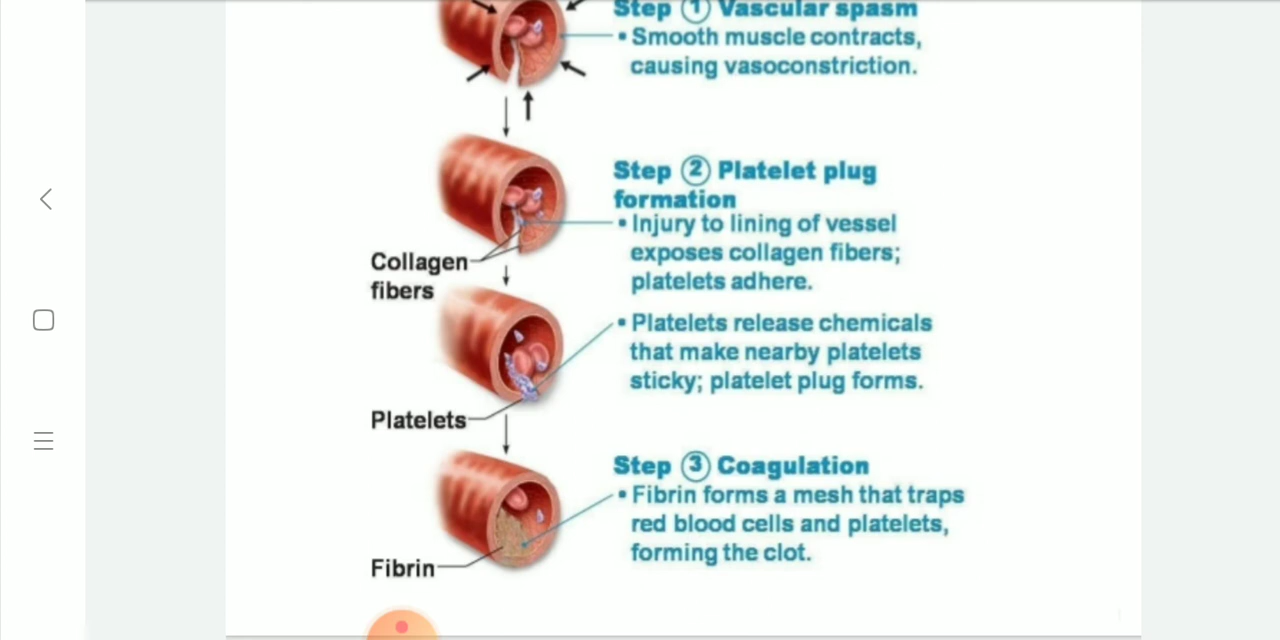 Step ① Vascular spasm
• Smooth muscle contracts,
causing vasoconstriction.
Step ② Platelet plug
formation
• Injury to lining of vessel
exposes collagen fibers;
platelets adhere.
Collagen
fibers
• Platelets release chemicals
that make nearby platelets
sticky; platelet plug forms.
Platelets
Step ③ Coagulation
• Fibrin forms a mesh that traps
red blood cells and platelets,
forming the clot.
Fibrin